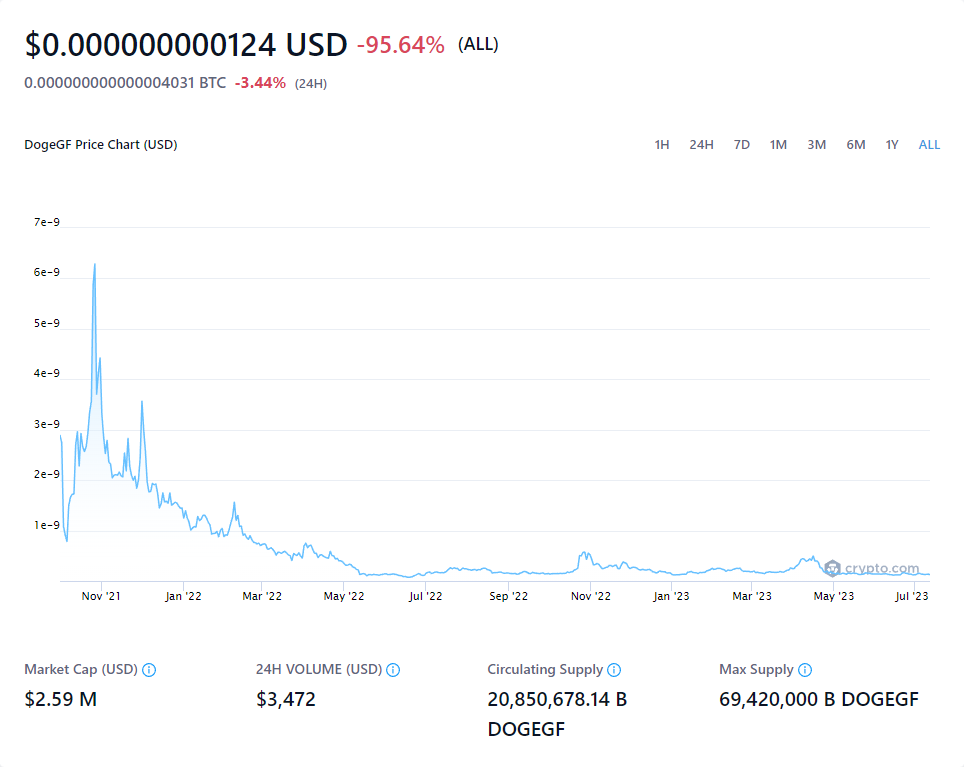 $0.000000000124 USD -95.64% (ALL)
0.000000000000004031 BTC -3.44% (24H)
DogeGF Price Chart (USD) 1H 24H 7D 1M 3M 6M 1Y ALL
7e-9
6e-9
5e-9
4e-9
3e-9
2e-9
1e-9
crypto.com
Nov '21 Jan '22 Mar '22 May '22 Jul '22 Sep '22 Nov '22 Jan '23 Mar '23 May '23 Jul '23
Market Cap (USD) 24H VOLUME (USD) Circulating Supply Max Supply
$2.59 M $3,472 20,850,678.14 B 69,420,000 B DOGEGF
DOGEGF